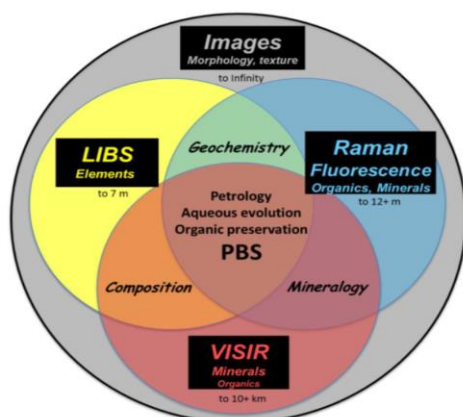 Images
Morphology, texture
to Infinity
LIBS
Elements
to 7 m
Geochemistry
Raman
Fluorescence
Organics, Minerals
to 12+ m
Petrology
Aqueous evolution
Organic preservation
PBS
Composition
Mineralogy
VISIR
Minerals
Organics
to 10+ km